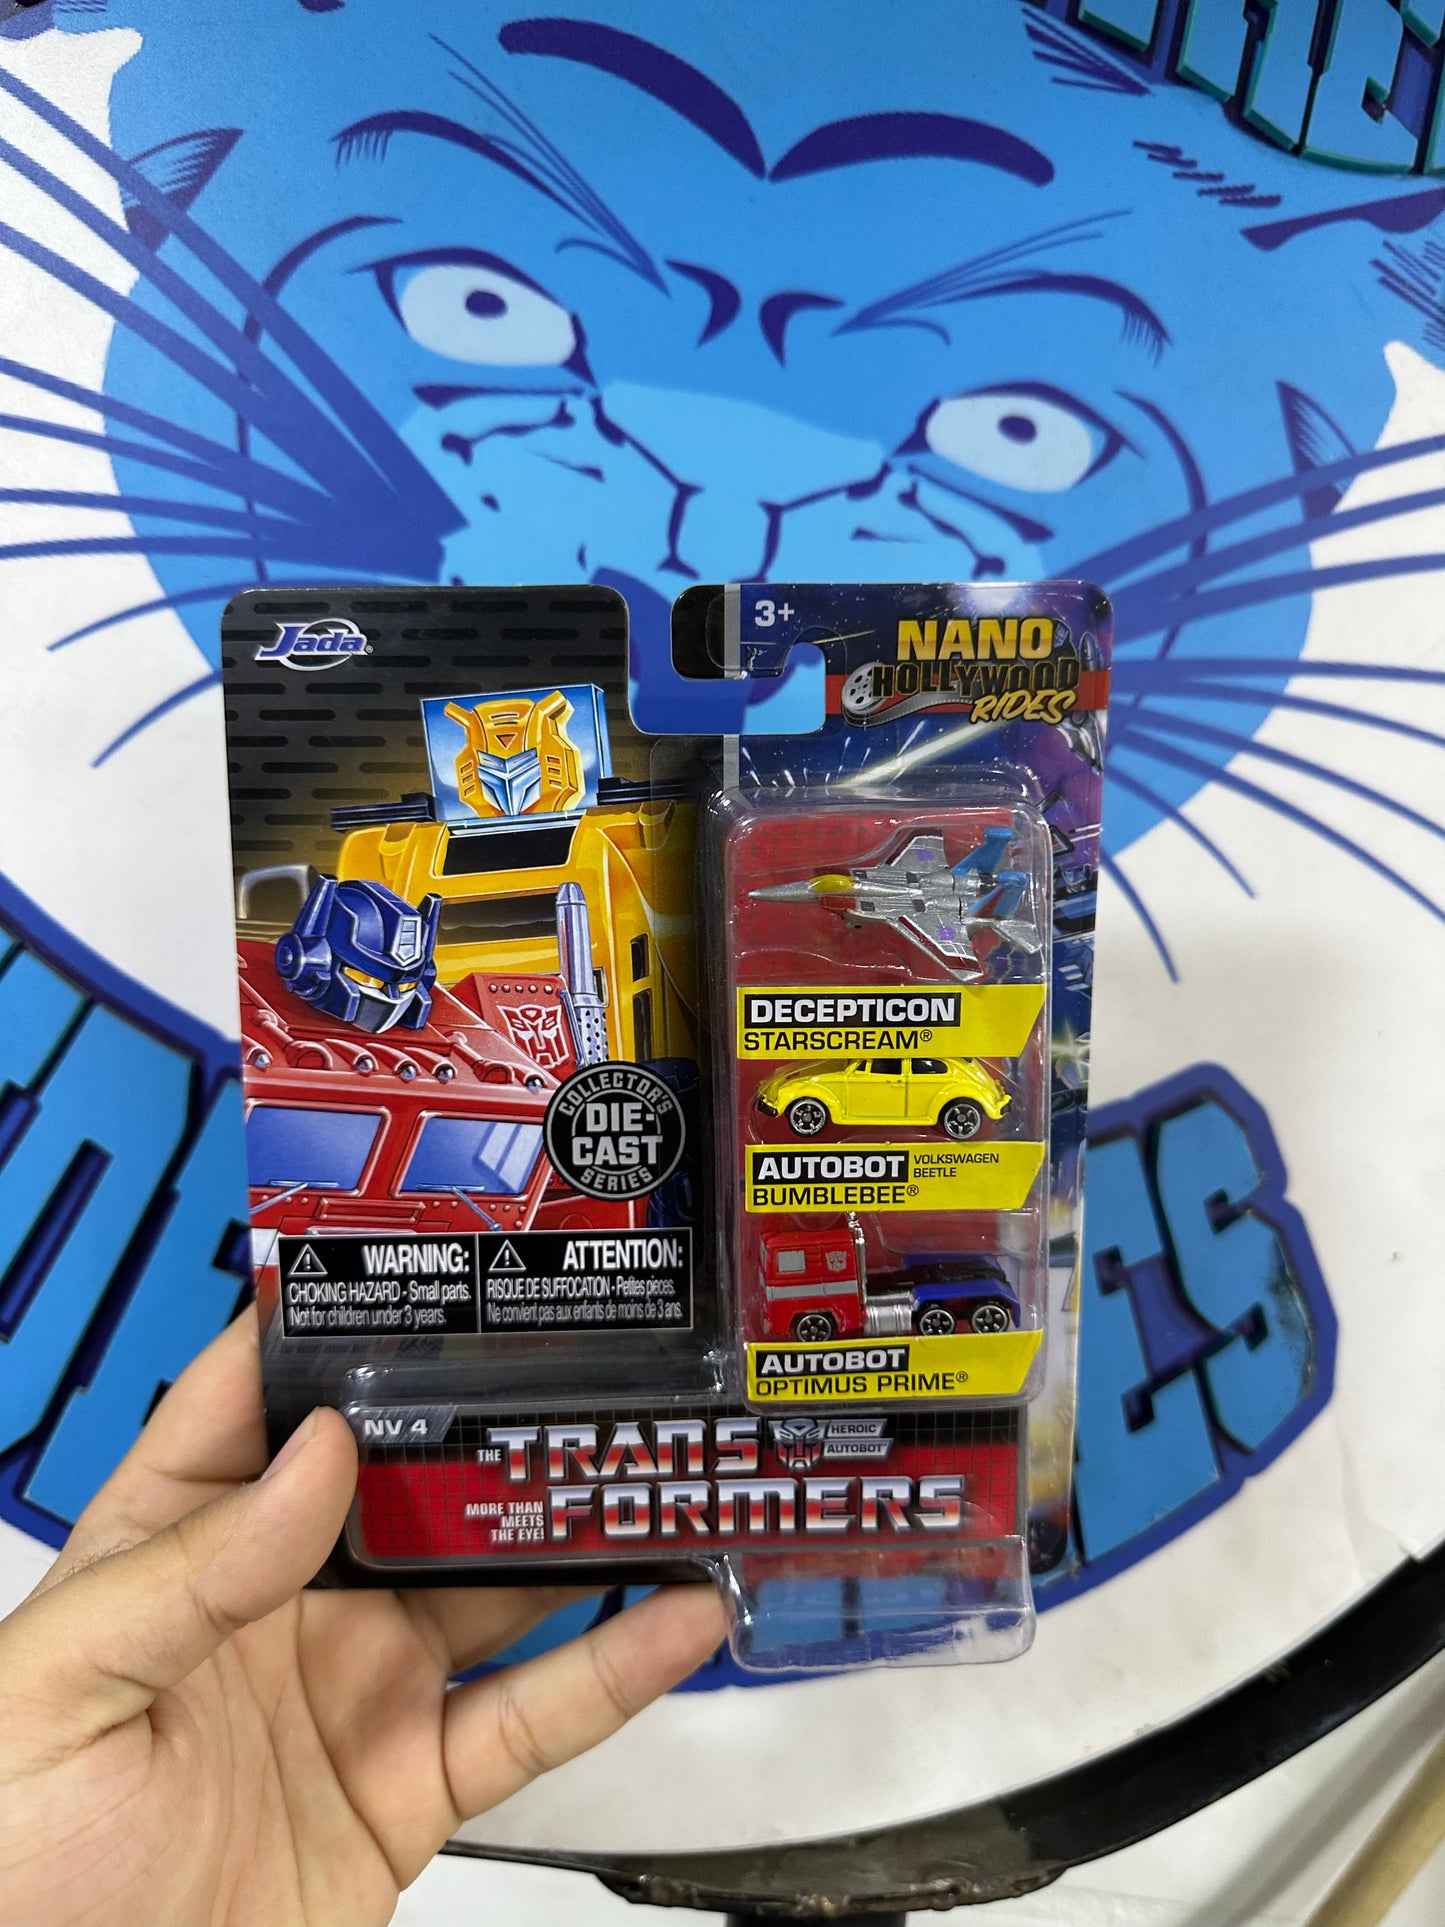 Jada
3+
NANO
HOLLYWOOD
RIDES
DECEPTICON
STARSCREAM®
AUTOBOT VOLKSWAGEN
BEETLE
BUMBLEBEE®
AUTOBOT
OPTIMUS PRIME®
COLLECTOR'S
DIE-
CAST
SERIES
WARNING:
CHOKING HAZARD - Small parts.
Not for children under 3 years.
ATTENTION:
RISQUE DE SUFFOCATION - Petites pièces.
Ne convient pas aux enfants de moins de 3 ans.
NV 4
THE TRANSFORMERS
HEROIC
AUTOBOT
MORE THAN
MEETS
THE EYE!